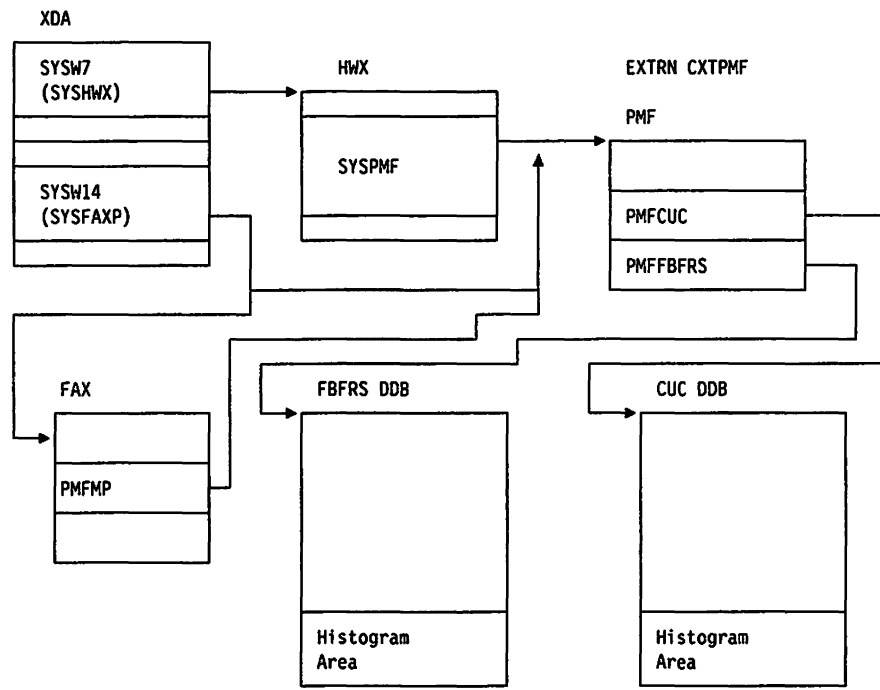 XDA
SYSW7
(SYSHWX)
SYSW14
(SYSFAXP)
HWX
SYSPMF
EXTRN CXTPMF
PMF
PMFCUC
PMFFBFRS
FAX
PMFMP
FBFRS DDB
Histogram
Area
CUC DDB
Histogram
Area